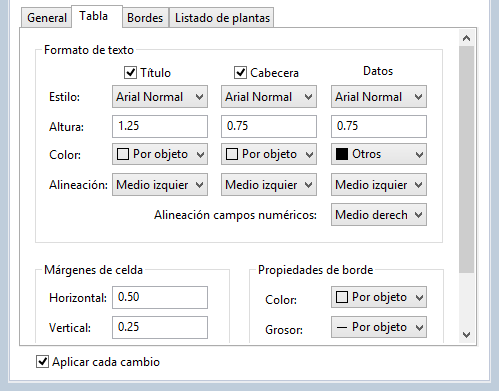 General Tabla Bordes Listado de plantas
Formato de texto
Título Cabecera Datos
Estilo: Arial Normal Arial Normal Arial Normal
Altura: 1.25 0.75 0.75
Color: Por objeto Por objeto Otros
Alineación: Medio izquier Medio izquier Medio izquier
Alineación campos numéricos: Medio derech
Márgenes de celda Propiedades de borde
Horizontal: 0.50 Color: Por objeto
Vertical: 0.25 Grosor: Por objeto
Aplicar cada cambio